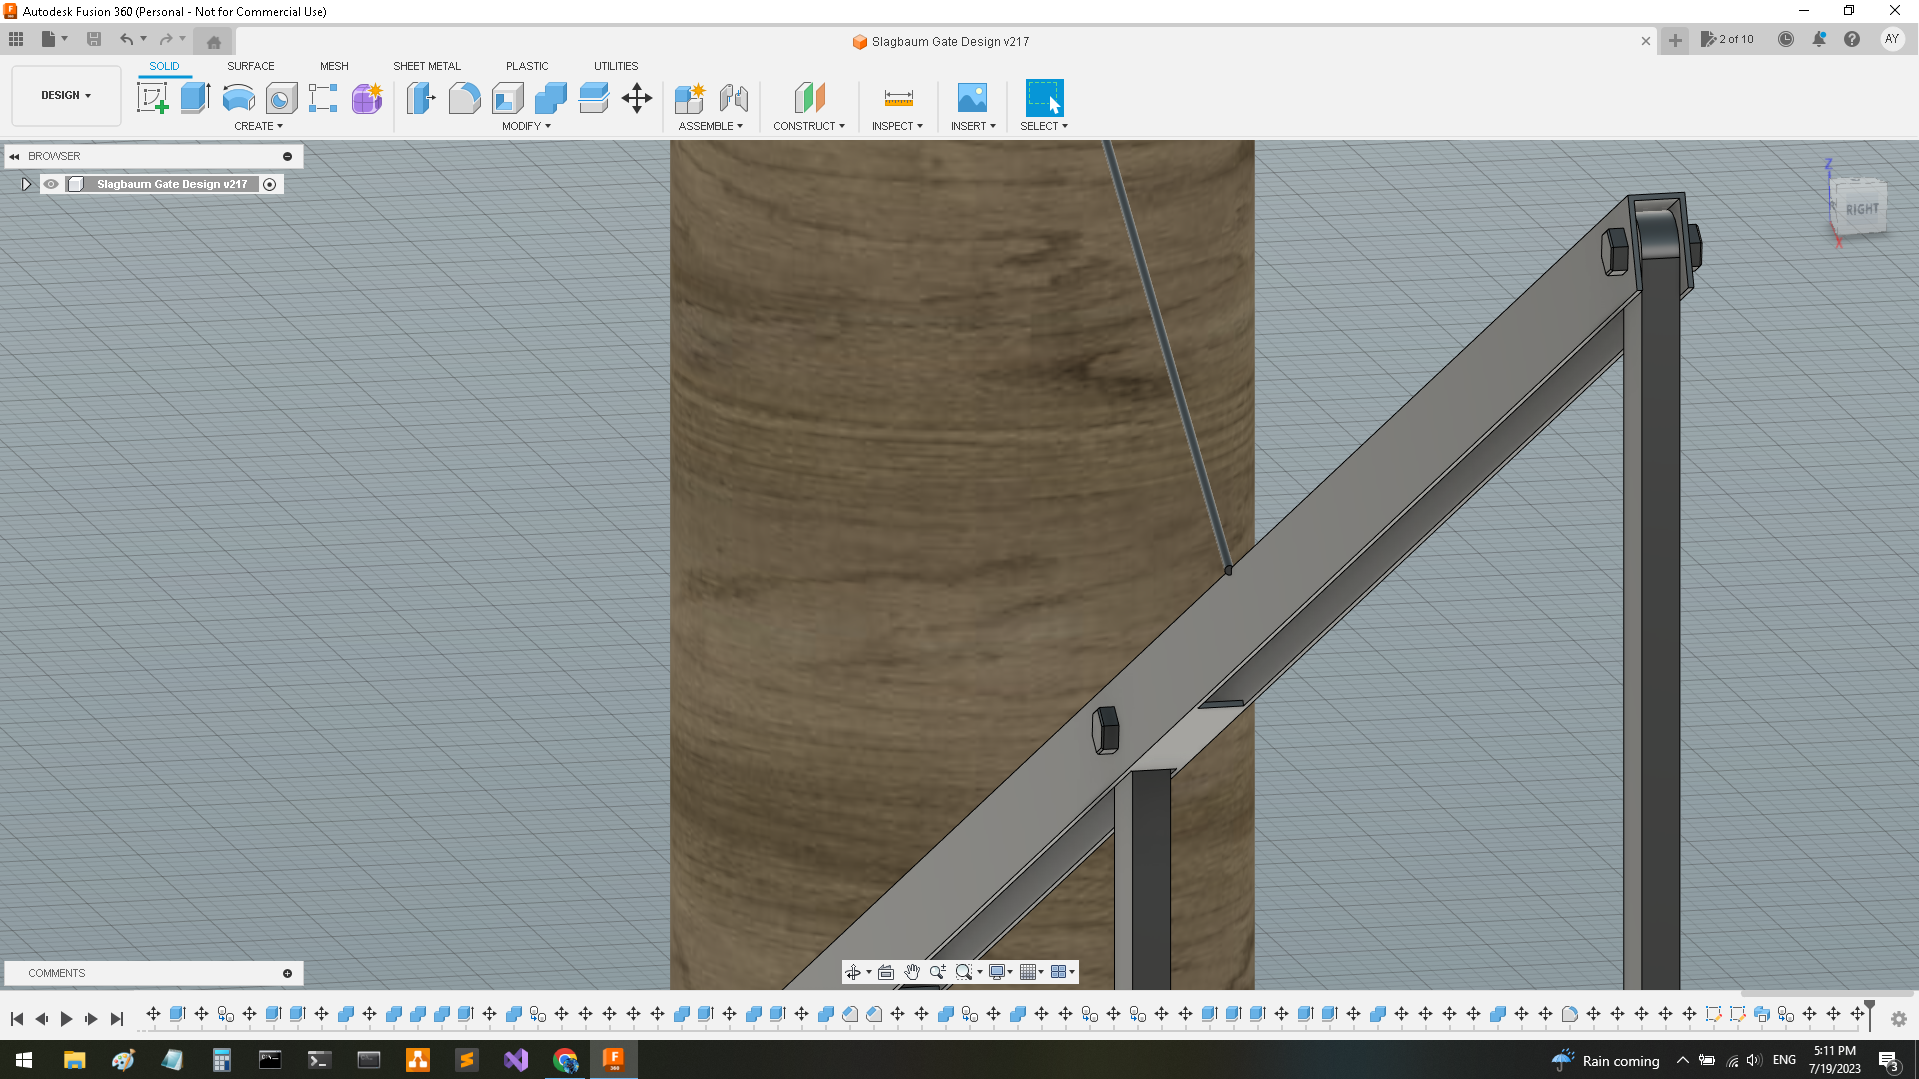 Autodesk Fusion 360 (Personal - Not for Commercial Use)
Slagbaum Gate Design v217
2 of 10
AY
DESIGN
SOLID SURFACE MESH SHEET METAL PLASTIC UTILITIES
CREATE MODIFY ASSEMBLE CONSTRUCT INSPECT INSERT SELECT
BROWSER
Slagbaum Gate Design v217
Z
RIGHT
X
COMMENTS
F
360
Rain coming
ENG
5:11 PM
7/19/2023
3